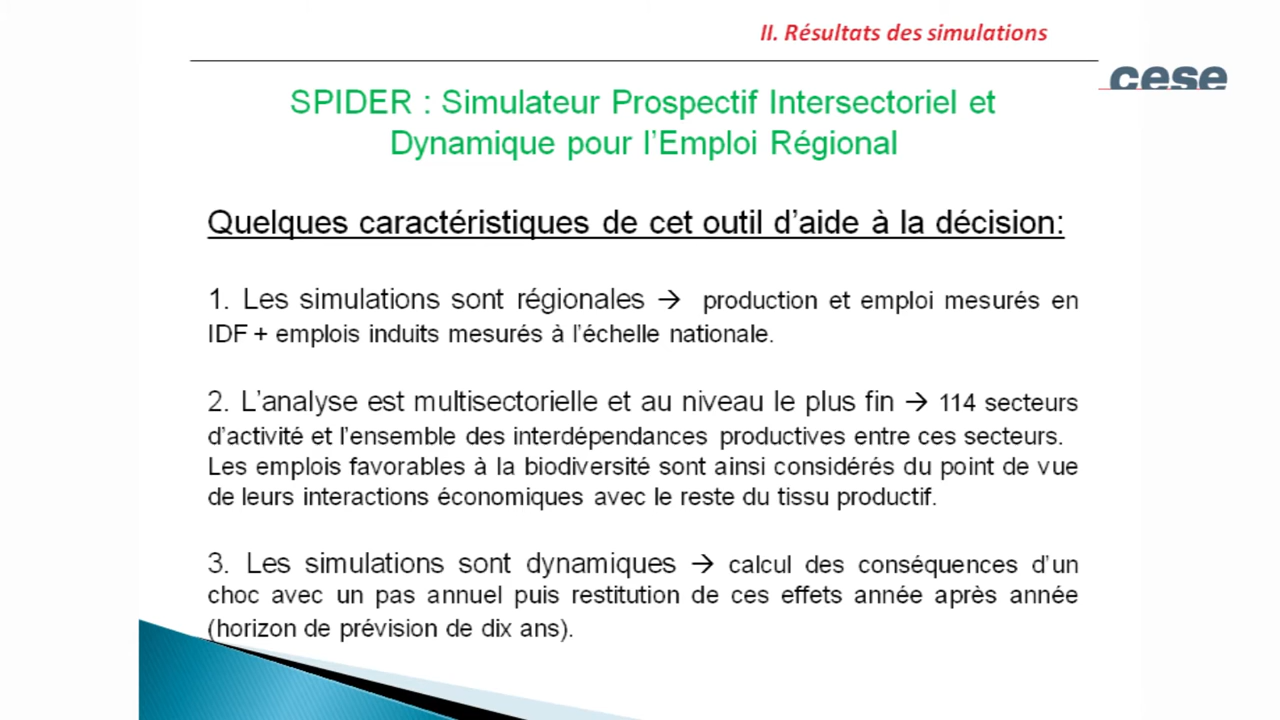 II. Résultats des simulations
cese
SPIDER : Simulateur Prospectif Intersectoriel et
Dynamique pour l’Emploi Régional
Quelques caractéristiques de cet outil d’aide à la décision:
1. Les simulations sont régionales → production et emploi mesurés en
IDF + emplois induits mesurés à l’échelle nationale.
2. L’analyse est multisectorielle et au niveau le plus fin → 114 secteurs
d’activité et l’ensemble des interdépendances productives entre ces secteurs.
Les emplois favorables à la biodiversité sont ainsi considérés du point de vue
de leurs interactions économiques avec le reste du tissu productif.
3. Les simulations sont dynamiques → calcul des conséquences d’un
choc avec un pas annuel puis restitution de ces effets année après année
(horizon de prévision de dix ans).